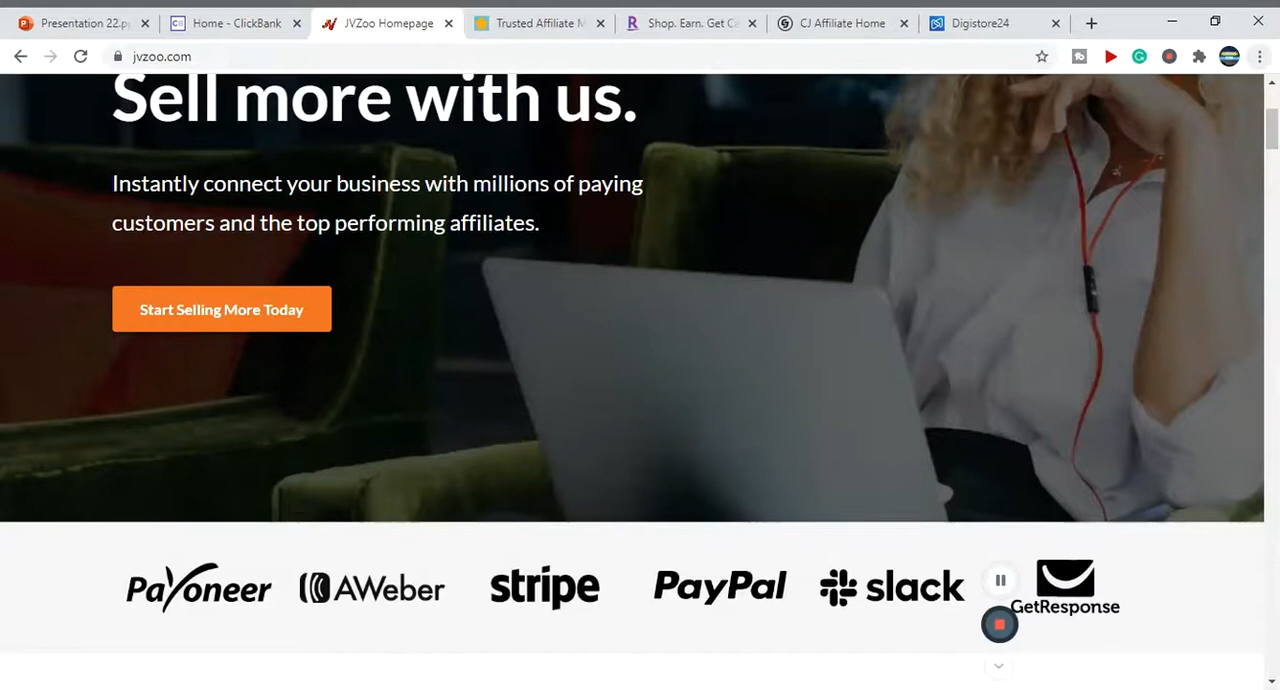 Presentation 22.p
Home - ClickBank
JVZoo Homepage
Trusted Affiliate M
Shop. Earn. Get Ca
CJ Affiliate Home
Digistore24
jvzoo.com
Sell more with us.
Instantly connect your business with millions of paying
customers and the top performing affiliates.
Start Selling More Today
Payoneer
AWeber
stripe
PayPal
slack
GetResponse